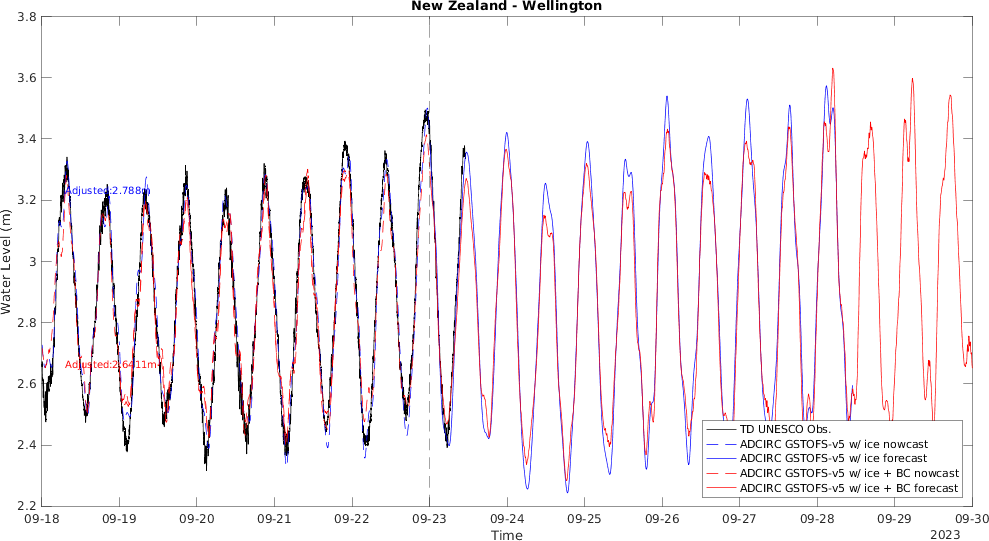 New Zealand - Wellington
3.8
3.6
3.4
3.2
3
2.8
2.6
2.4
2.2
Water Level (m)
Adjusted:2.788m
Adjusted:2.6411m
TD UNESCO Obs.
ADCIRC GSTOFS-v5 w/ ice nowcast
ADCIRC GSTOFS-v5 w/ ice forecast
ADCIRC GSTOFS-v5 w/ ice + BC nowcast
ADCIRC GSTOFS-v5 w/ ice + BC forecast
09-18 09-19 09-20 09-21 09-22 09-23 09-24 09-25 09-26 09-27 09-28 09-29 09-30
Time
2023